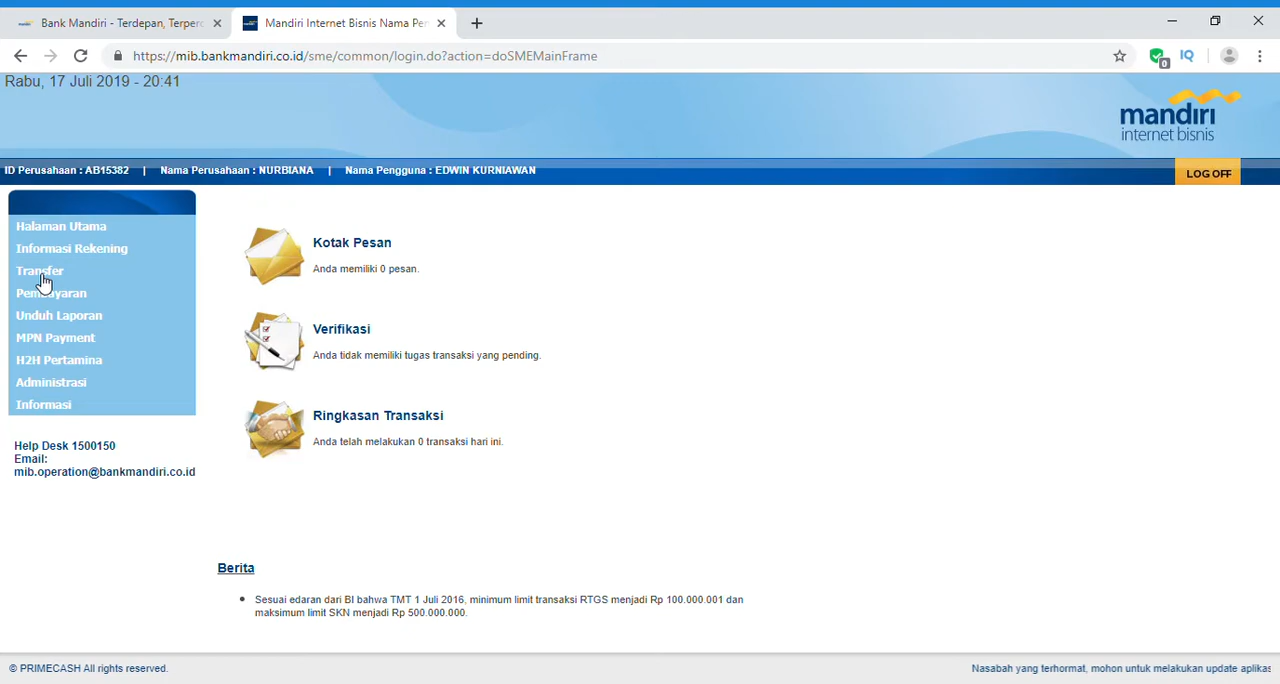 Bank Mandiri - Terdepan, Terperc
Mandiri Internet Bisnis Nama Per
https://mib.bankmandiri.co.id/sme/common/login.do?action=doSMEMainFrame
0
IQ
Rabu, 17 Juli 2019 - 20:41
mandiri
internet bisnis
ID Perusahaan : AB15382 | Nama Perusahaan : NURBIANA | Nama Pengguna : EDWIN KURNIAWAN
LOG OFF
Halaman Utama
Informasi Rekening
Transfer
Pembayaran
Unduh Laporan
MPN Payment
H2H Pertamina
Administrasi
Informasi
Help Desk 1500150
Email:
mib.operation@bankmandiri.co.id
Kotak Pesan
Anda memiliki 0 pesan.
Verifikasi
Anda tidak memiliki tugas transaksi yang pending.
Ringkasan Transaksi
Anda telah melakukan 0 transaksi hari ini.
Berita
• Sesuai edaran dari BI bahwa TMT 1 Juli 2016, minimum limit transaksi RTGS menjadi Rp 100.000.001 dan
maksimum limit SKN menjadi Rp 500.000.000.
© PRIMECASH All rights reserved.
Nasabah yang terhormat, mohon untuk melakukan update aplikas